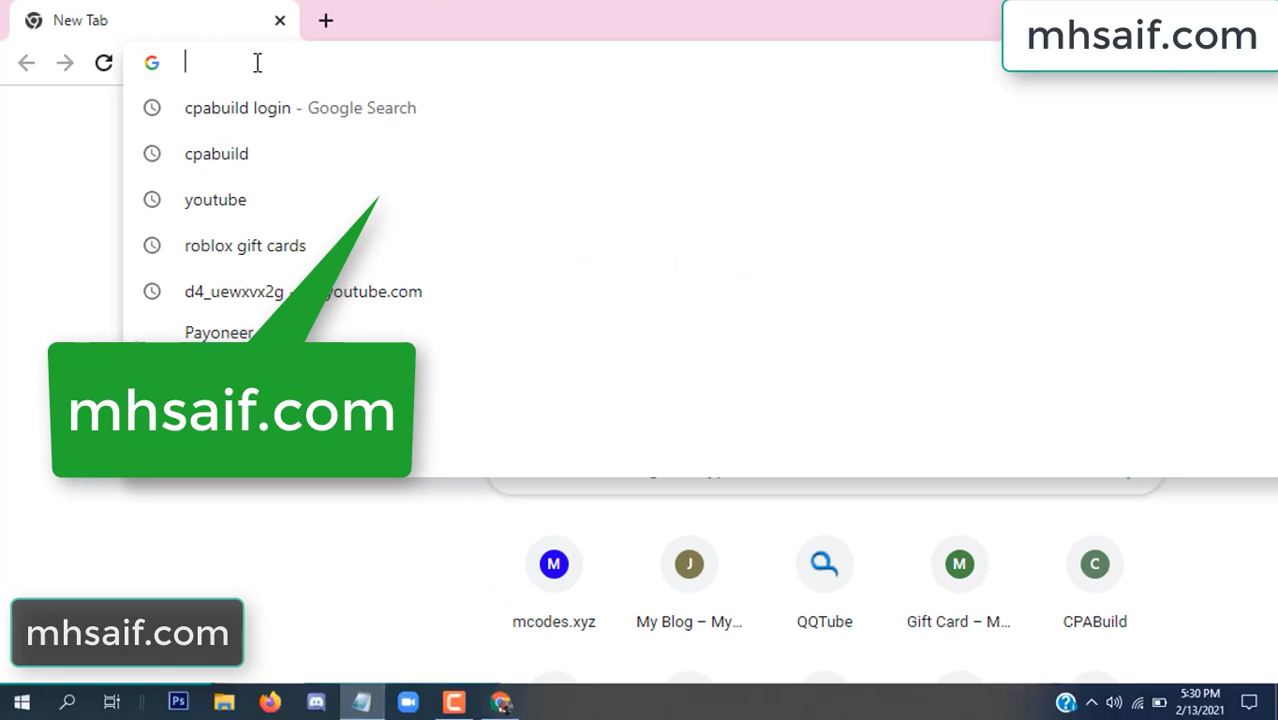 New Tab
mhsaif.com
cpabuild login - Google Search
cpabuild
youtube
roblox gift cards
d4_uewxvx2g - youtube.com
Payoneer
mhsaif.com
M
J
M
C
mcodes.xyz
My Blog – My...
QQTube
Gift Card – M...
CPABuild
mhsaif.com
Ps
5:30 PM
2/13/2021